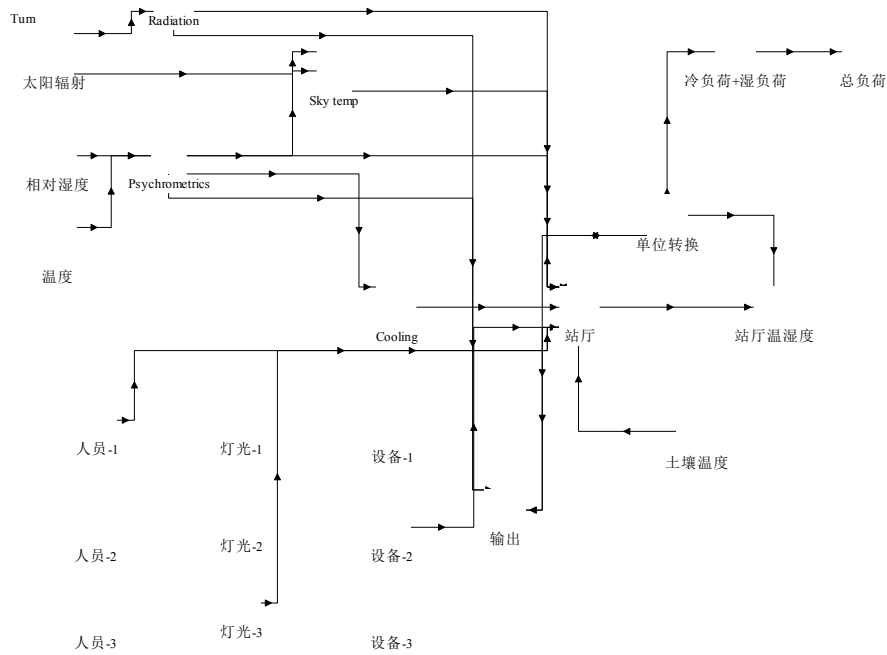 Turn
Radiation
太阳辐射
Sky temp
冷负荷+湿负荷
总负荷
相对湿度
Psychrometrics
温度
单位转换
Cooling
站厅
站厅温湿度
人员-1
灯光-1
设备-1
土壤温度
输出
人员-2
灯光-2
设备-2
人员-3
灯光-3
设备-3